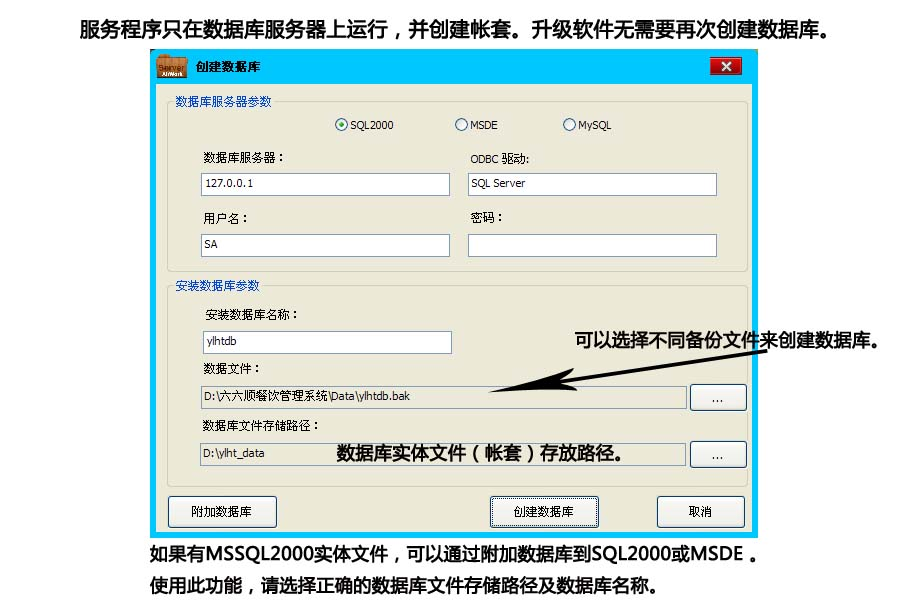 服务程序只在数据库服务器上运行，并创建帐套。升级软件无需要再次创建数据库。
Server
AirWork
创建数据库
数据库服务器参数
SQL2000 MSDE MySQL
数据库服务器： ODBC 驱动:
127.0.0.1 SQL Server
用户名： 密码：
SA
安装数据库参数
安装数据库名称：
ylhtdb
可以选择不同备份文件来创建数据库。
数据文件：
D:\六六顺餐饮管理系统\Data\ylhtdb.bak ...
数据库文件存储路径：
D:\ylht_data 数据库实体文件（帐套）存放路径。 ...
附加数据库 创建数据库 取消
如果有MSSQL2000实体文件，可以通过附加数据库到SQL2000或MSDE 。
使用此功能，请选择正确的数据库文件存储路径及数据库名称。